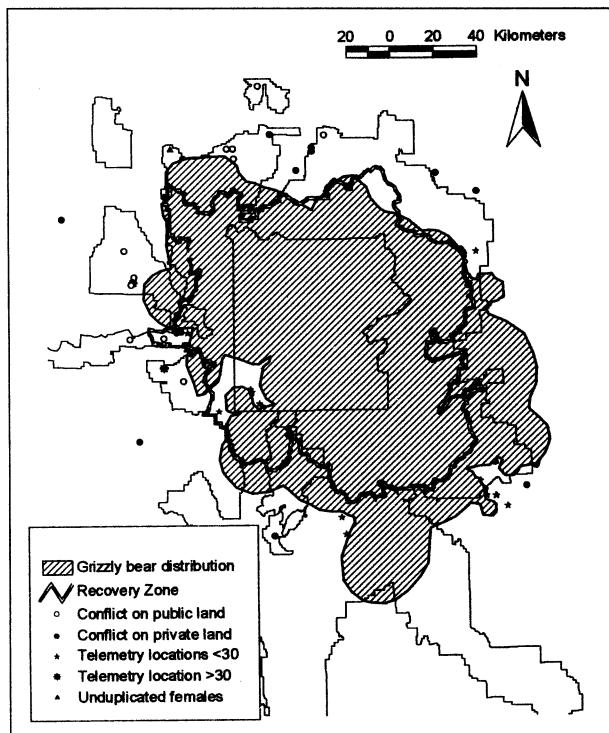 20 0 20 40 Kilometers
N
Grizzly bear distribution
Recovery Zone
Conflict on public land
Conflict on private land
Telemetry locations <30
Telemetry location >30
Unduplicated females